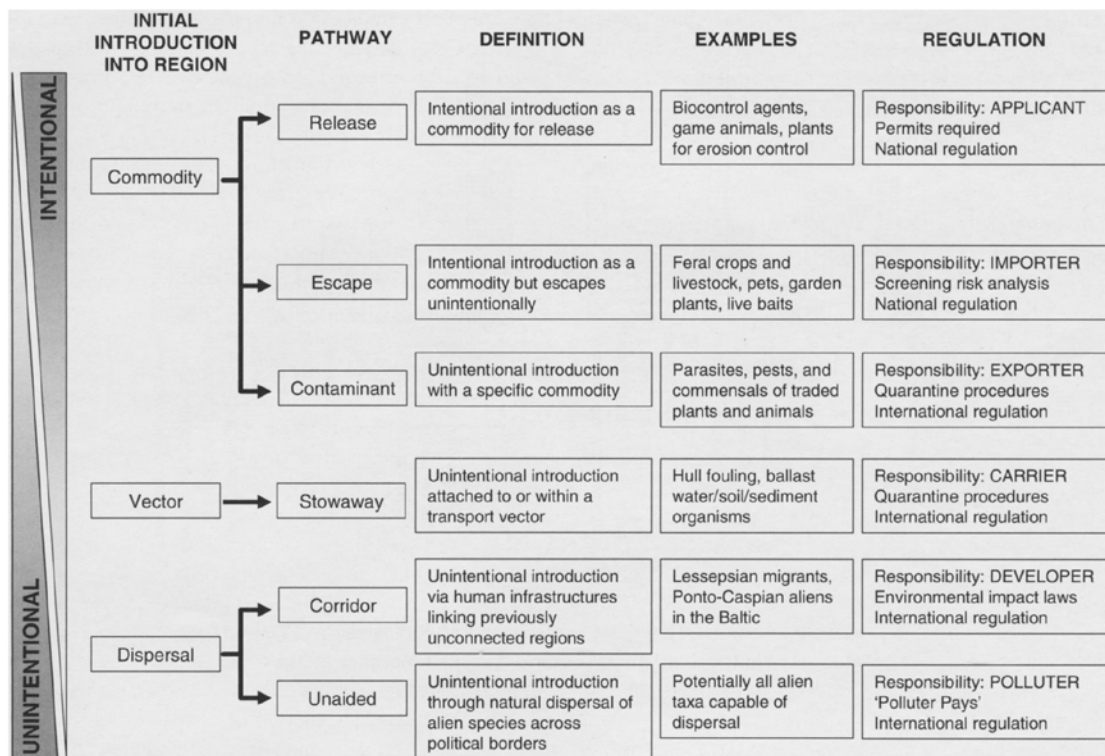 INITIAL
INTRODUCTION
INTO REGION
PATHWAY
DEFINITION
EXAMPLES
REGULATION
INTENTIONAL
UNINTENTIONAL
Commodity
Release
Intentional introduction as a
commodity for release
Biocontrol agents,
game animals, plants
for erosion control
Responsibility: APPLICANT
Permits required
National regulation
Escape
Intentional introduction as a
commodity but escapes
unintentionally
Feral crops and
livestock, pets, garden
plants, live baits
Responsibility: IMPORTER
Screening risk analysis
National regulation
Contaminant
Unintentional introduction
with a specific commodity
Parasites, pests, and
commensals of traded
plants and animals
Responsibility: EXPORTER
Quarantine procedures
International regulation
Vector
Stowaway
Unintentional introduction
attached to or within a
transport vector
Hull fouling, ballast
water/soil/sediment
organisms
Responsibility: CARRIER
Quarantine procedures
International regulation
Dispersal
Corridor
Unintentional introduction
via human infrastructures
linking previously
unconnected regions
Lessepsian migrants,
Ponto-Caspian aliens
in the Baltic
Responsibility: DEVELOPER
Environmental impact laws
International regulation
Unaided
Unintentional introduction
through natural dispersal of
alien species across
political borders
Potentially all alien
taxa capable of
dispersal
Responsibility: POLLUTER
'Polluter Pays'
International regulation